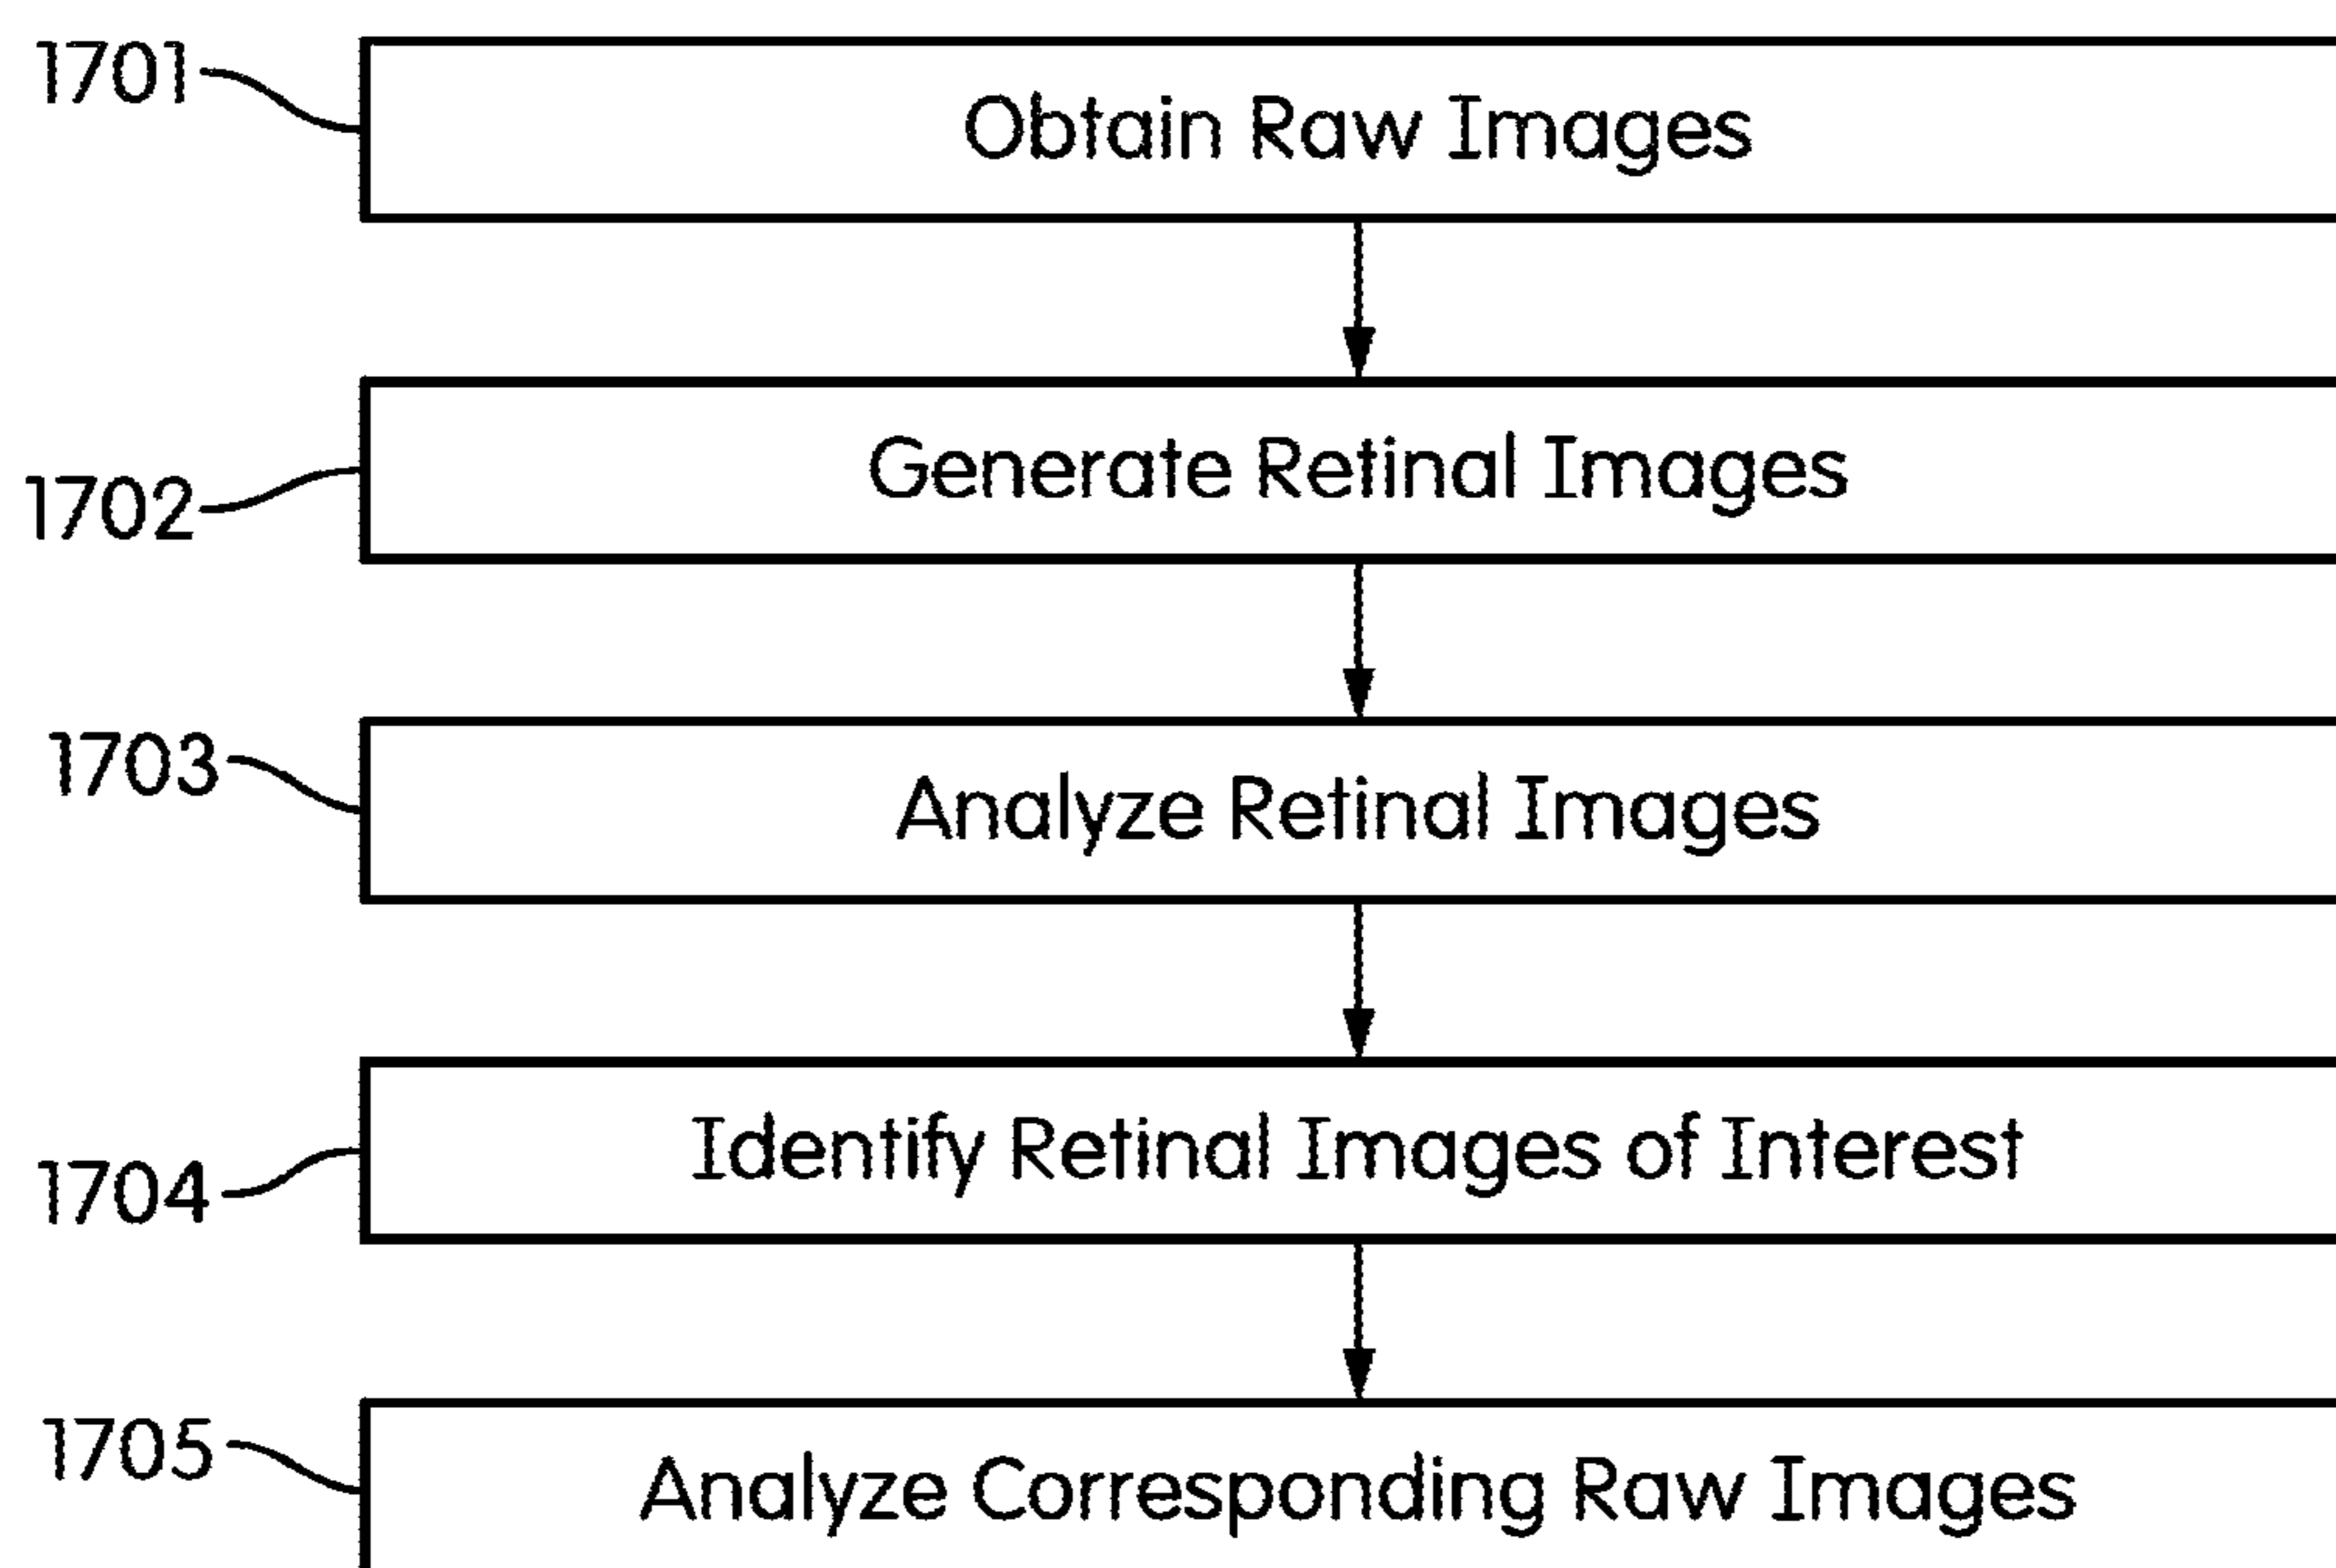 1701
Obtain Raw Images
1702
Generate Retinal Images
1703
Analyze Retinal Images
1704
Identify Retinal Images of Interest
1705
Analyze Corresponding Raw Images